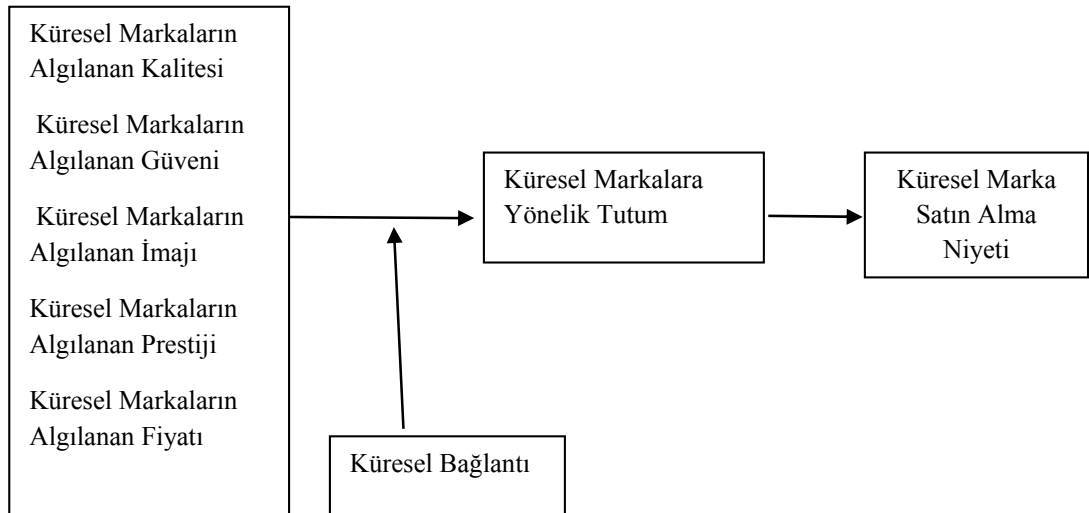 Küresel Markaların
Algılanan Kalitesi
Küresel Markaların
Algılanan Güveni
Küresel Markaların
Algılanan İmajı
Küresel Markaların
Algılanan Prestiji
Küresel Markaların
Algılanan Fiyatı
Küresel Bağlantı
Küresel Markalara
Yönelik Tutum
Küresel Marka
Satın Alma
Niyeti